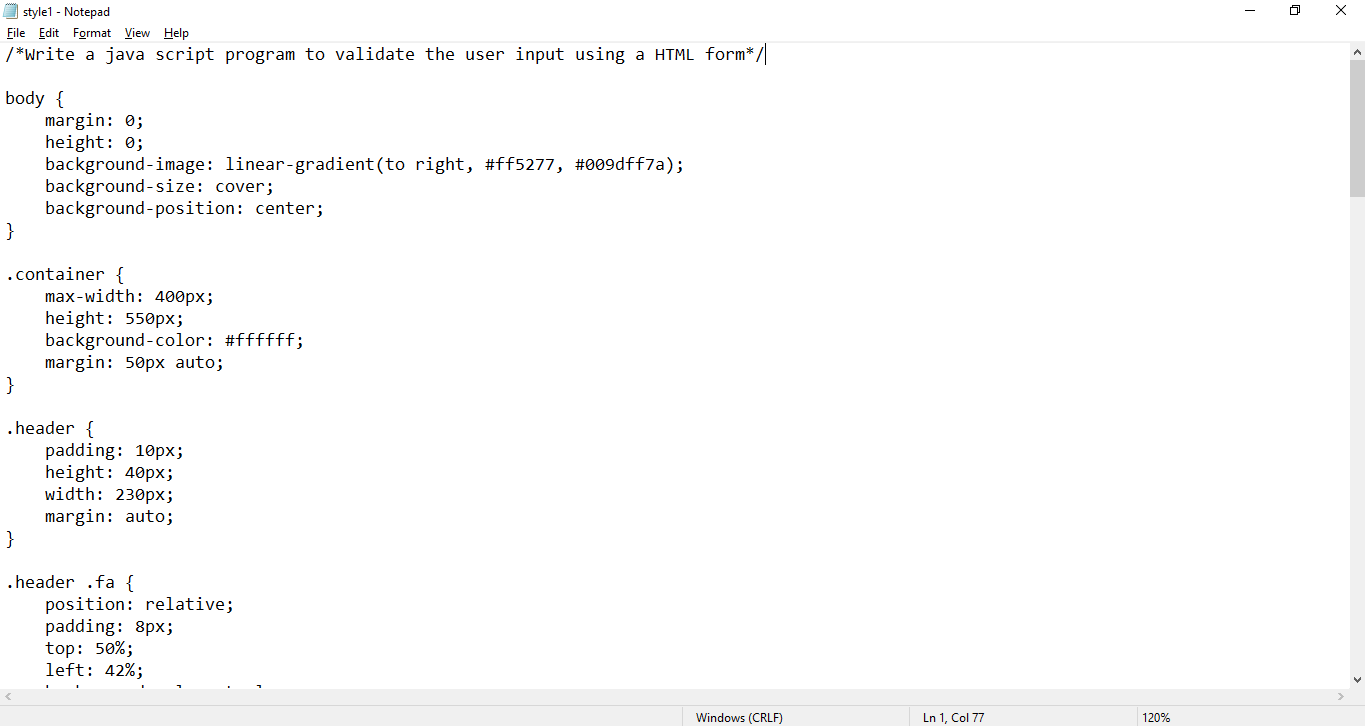 style1 - Notepad
File Edit Format View Help
/*Write a java script program to validate the user input using a HTML form*/
body {
margin: 0;
height: 0;
background-image: linear-gradient(to right, #ff5277, #009dff7a);
background-size: cover;
background-position: center;
}
.container {
max-width: 400px;
height: 550px;
background-color: #ffffff;
margin: 50px auto;
}
.header {
padding: 10px;
height: 40px;
width: 230px;
margin: auto;
}
.header .fa {
position: relative;
padding: 8px;
top: 50%;
left: 42%;
Windows (CRLF) Ln 1, Col 77 120%